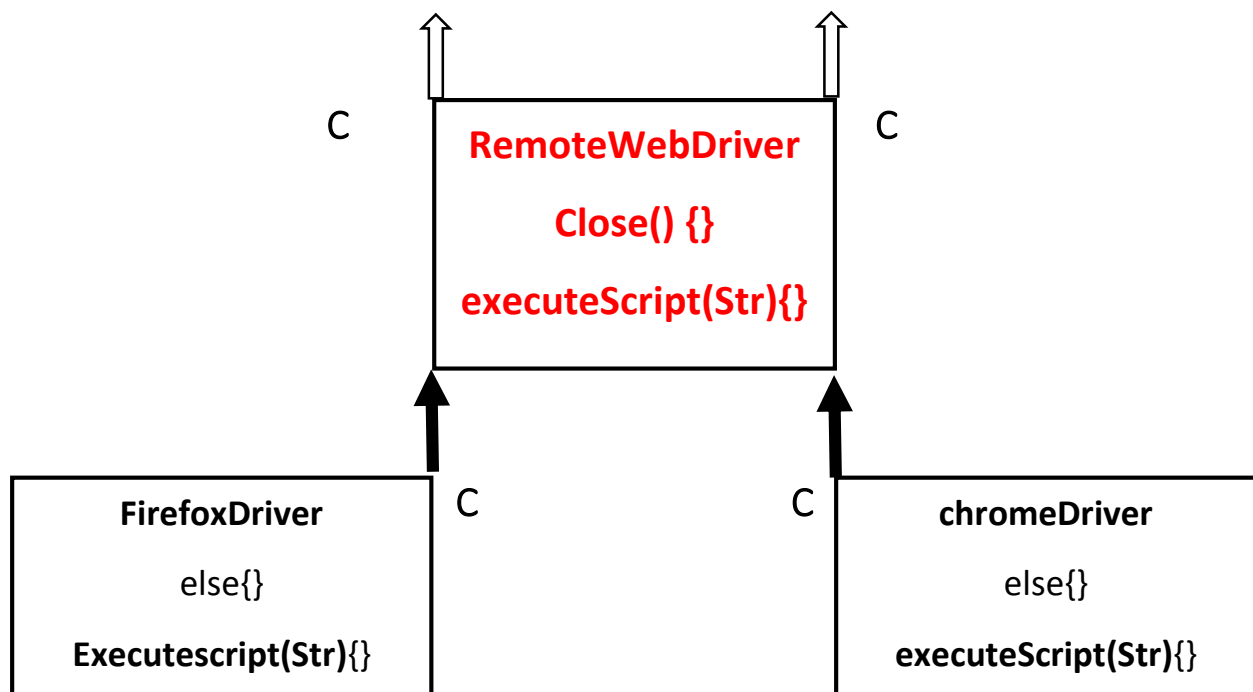 C
C
RemoteWebDriver
Close() {}
executeScript(Str){}
FirefoxDriver
else{}
Executescript(Str){}
C
C
chromeDriver
else{}
executeScript(Str){}